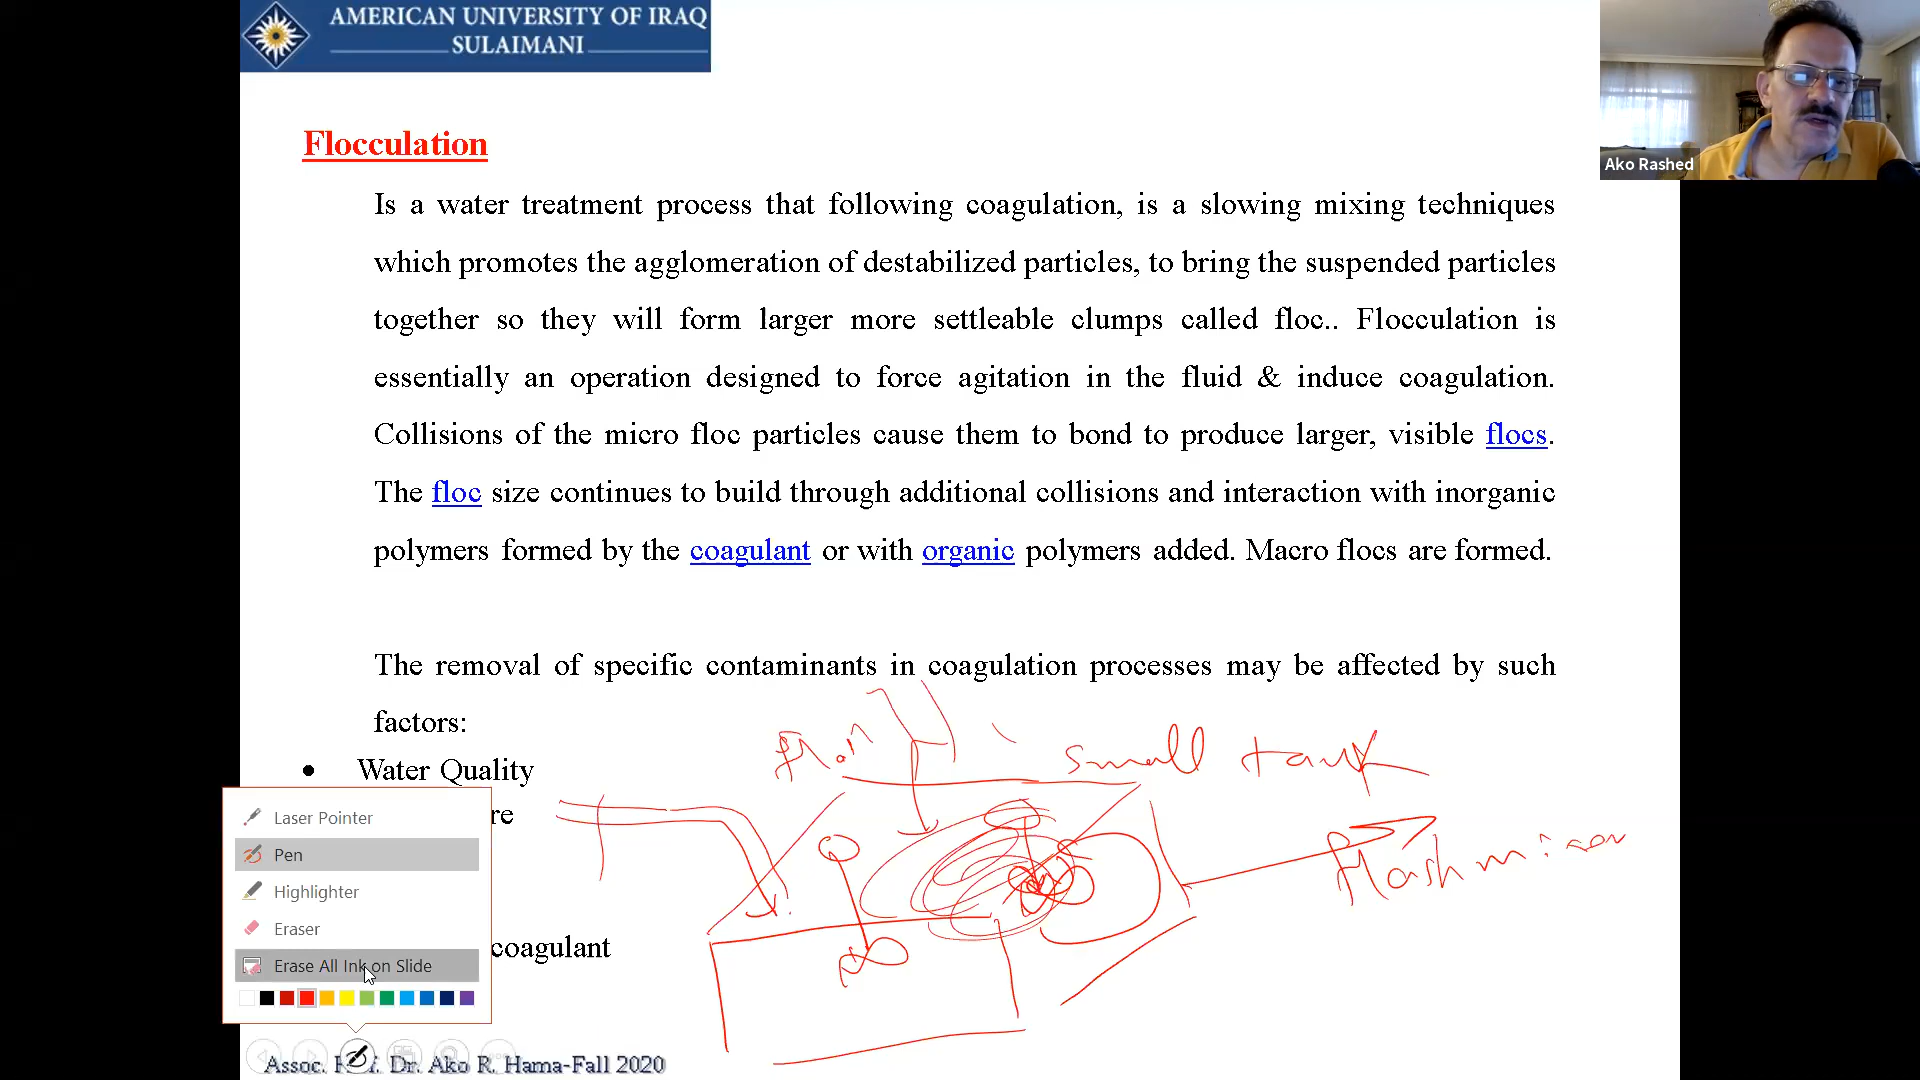 AMERICAN UNIVERSITY OF IRAQ
SULAIMANI
Ako Rashed
Flocculation
Is a water treatment process that following coagulation, is a slowing mixing techniques
which promotes the agglomeration of destabilized particles, to bring the suspended particles
together so they will form larger more settleable clumps called floc.. Flocculation is
essentially an operation designed to force agitation in the fluid & induce coagulation.
Collisions of the micro floc particles cause them to bond to produce larger, visible flocs.
The floc size continues to build through additional collisions and interaction with inorganic
polymers formed by the coagulant or with organic polymers added. Macro flocs are formed.
The removal of specific contaminants in coagulation processes may be affected by such
factors:
small tank
• Water Quality
Laser Pointer
re
Pen
Flash
Highlighter
Eraser
coagulant
Erase All Ink on Slide
Assoc. Dr. Ako R. Hama-Fall 2020